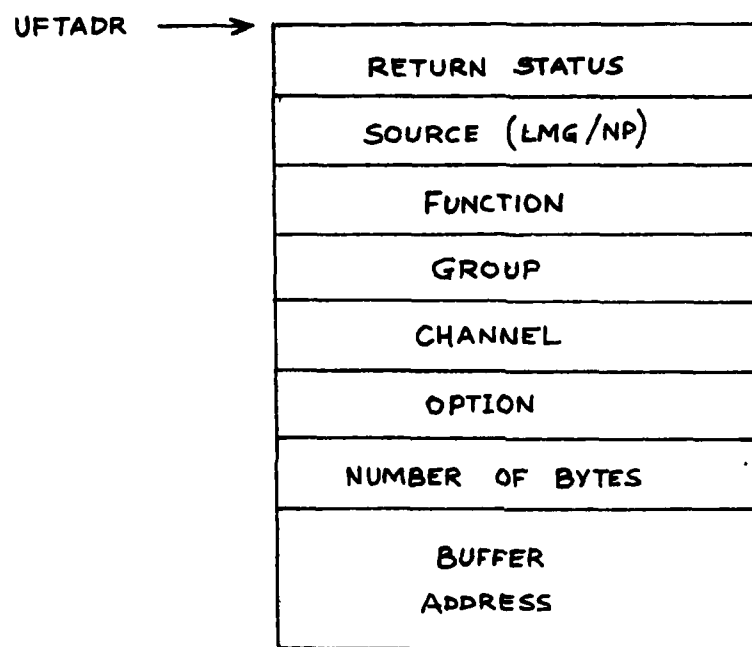 UFTADR
RETURN STATUS
SOURCE (LMG/NP)
FUNCTION
GROUP
CHANNEL
OPTION
NUMBER OF BYTES
BUFFER
ADDRESS